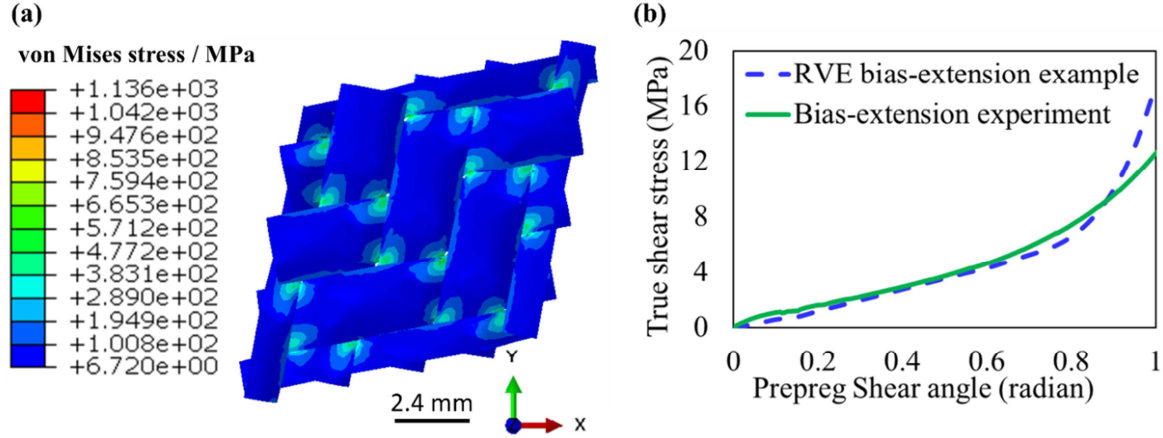 (a)
von Mises stress / MPa
+1.136e+03
+1.042e+03
+9.476e+02
+8.535e+02
+7.594e+02
+6.653e+02
+5.712e+02
+4.772e+02
+3.831e+02
+2.890e+02
+1.949e+02
+1.008e+02
+6.720e+00
2.4 mm
Y
Z
X
(b)
True shear stress (MPa)
20
16
12
8
4
0
RVE bias-extension example
Bias-extension experiment
0 0.2 0.4 0.6 0.8 1
Prepreg Shear angle (radian)